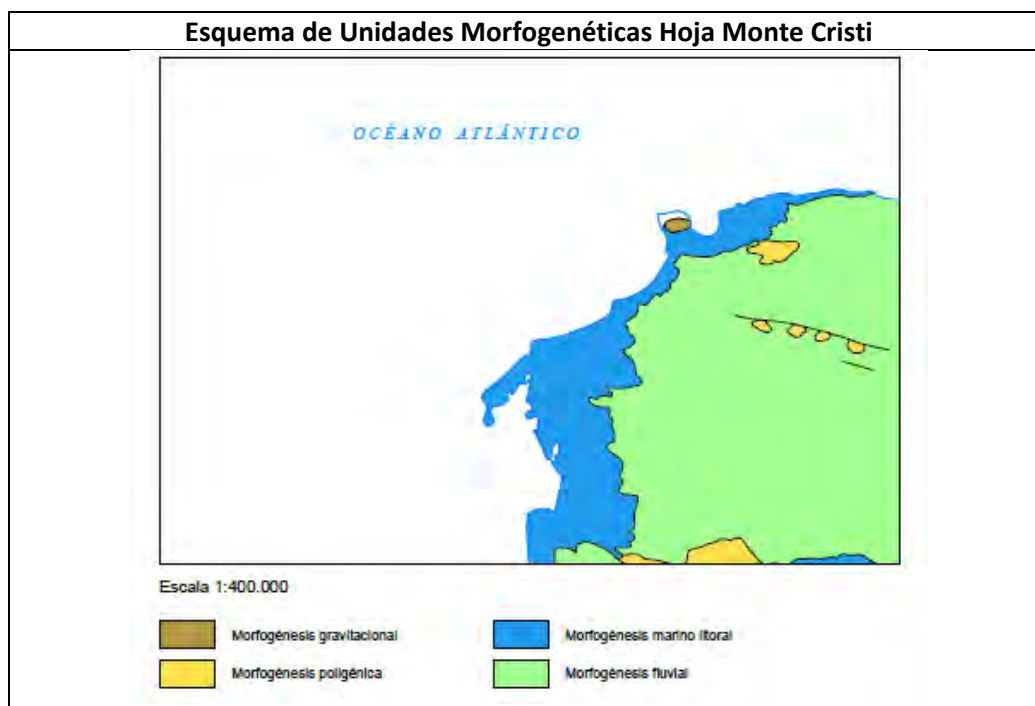 Esquema de Unidades Morfogenéticas Hoja Monte Cristi
OCÉANO ATLÁNTICO
Escala 1:400.000
Morfogénesis gravitacional
Morfogénesis marino litoral
Morfogénesis poligénica
Morfogénesis fluvial